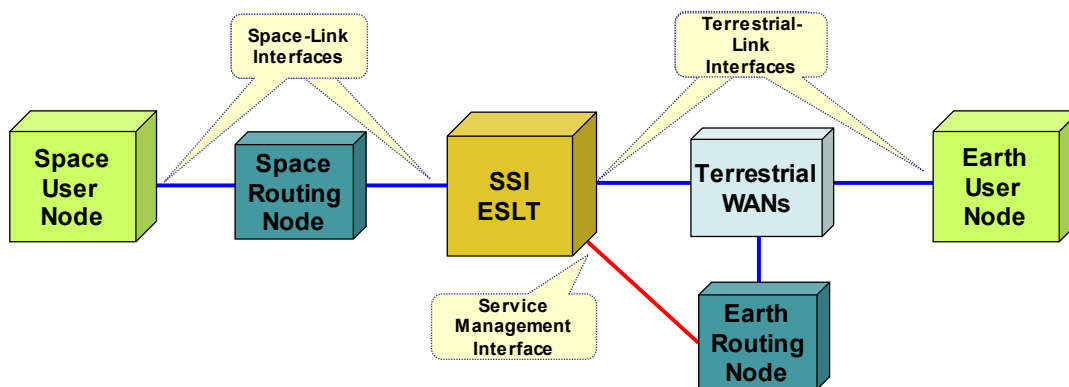 Space-Link
Interfaces
Terrestrial-
Link
Interfaces
Space
User
Node
Space
Routing
Node
SSI
ESLT
Terrestrial
WANs
Earth
User
Node
Service
Management
Interface
Earth
Routing
Node